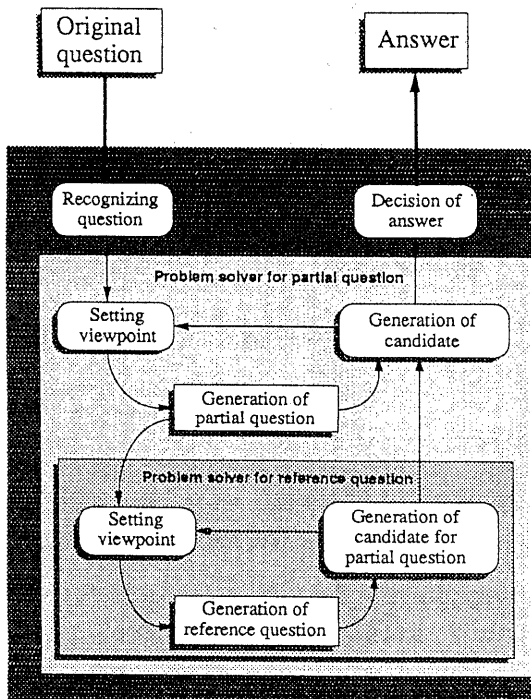 Original
question
Answer
Recognizing
question
Decision of
answer
Problem solver for partial question
Setting
viewpoint
Generation of
candidate
Generation of
partial question
Problem solver for reference question
Setting
viewpoint
Generation of
candidate for
partial question
Generation of
reference question